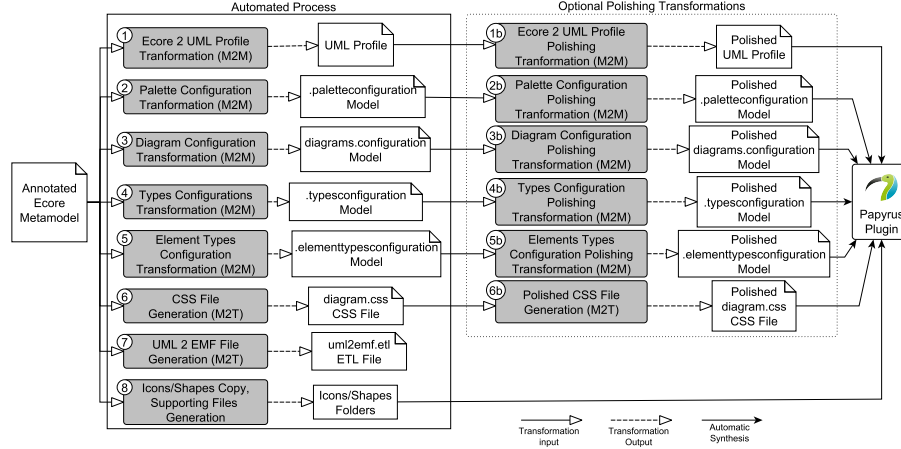 Automated Process
Optional Polishing Transformations
1
Ecore 2 UML Profile
Tranformation (M2M)
UML Profile
1b
Ecore 2 UML Profile
Polishing
Tranformation (M2M)
Polished
UML Profile
2
Palette Configuration
Tranformation (M2M)
.paletteconfiguration
Model
2b
Palette Configuration
Polishing
Tranformation (M2M)
Polished
.paletteconfiguration
Model
3
Diagram Configuration
Transformation (M2M)
diagrams.configuration
Model
3b
Diagram Configuration
Polishing
Transformation (M2M)
Polished
diagrams.configuration
Model
Annotated
Ecore
Metamodel
4
Types Configurations
Transformation (M2M)
.typesconfiguration
Model
4b
Types Configuration
Polishing
Transformation (M2M)
Polished
.typesconfiguration
Model
Papyrus
Plugin
5
Element Types
Configuration
Transformation (M2M)
.elementtypesconfiguration
Model
5b
Elements Types
Configuration Polishing
Transformation (M2M)
Polished
.elementtypesconfiguration
Model
6
CSS File
Generation (M2T)
diagram.css
CSS File
6b
Polished CSS File
Generation (M2T)
Polished
diagram.css
CSS File
7
UML 2 EMF File
Generation (M2T)
uml2emf.etl
ETL File
8
Icons/Shapes Copy,
Supporting Files
Generation
Icons/Shapes
Folders
Transformation
input
Transformation
Output
Automatic
Synthesis